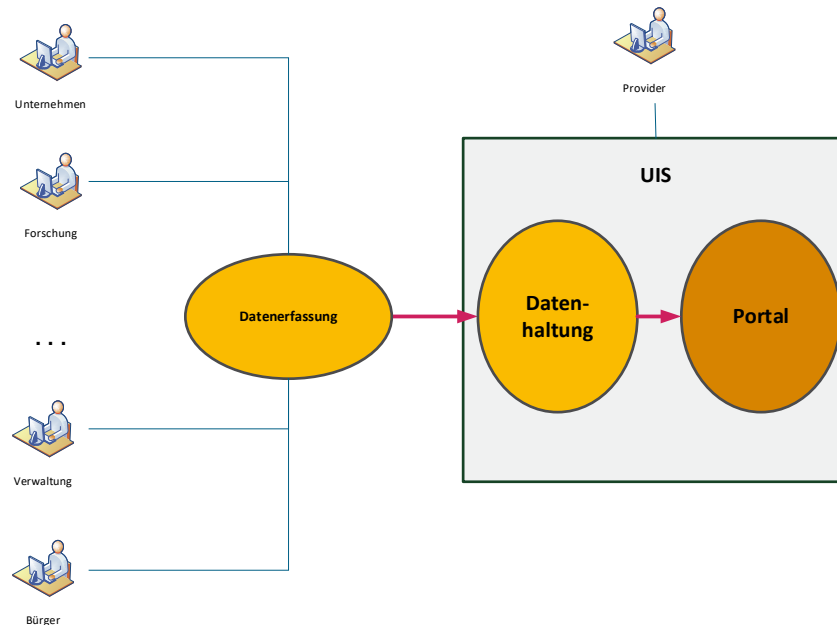 Unternehmen
Forschung
. . .
Verwaltung
Bürger
Datenerfassung
Provider
UIS
Daten-
haltung
Portal